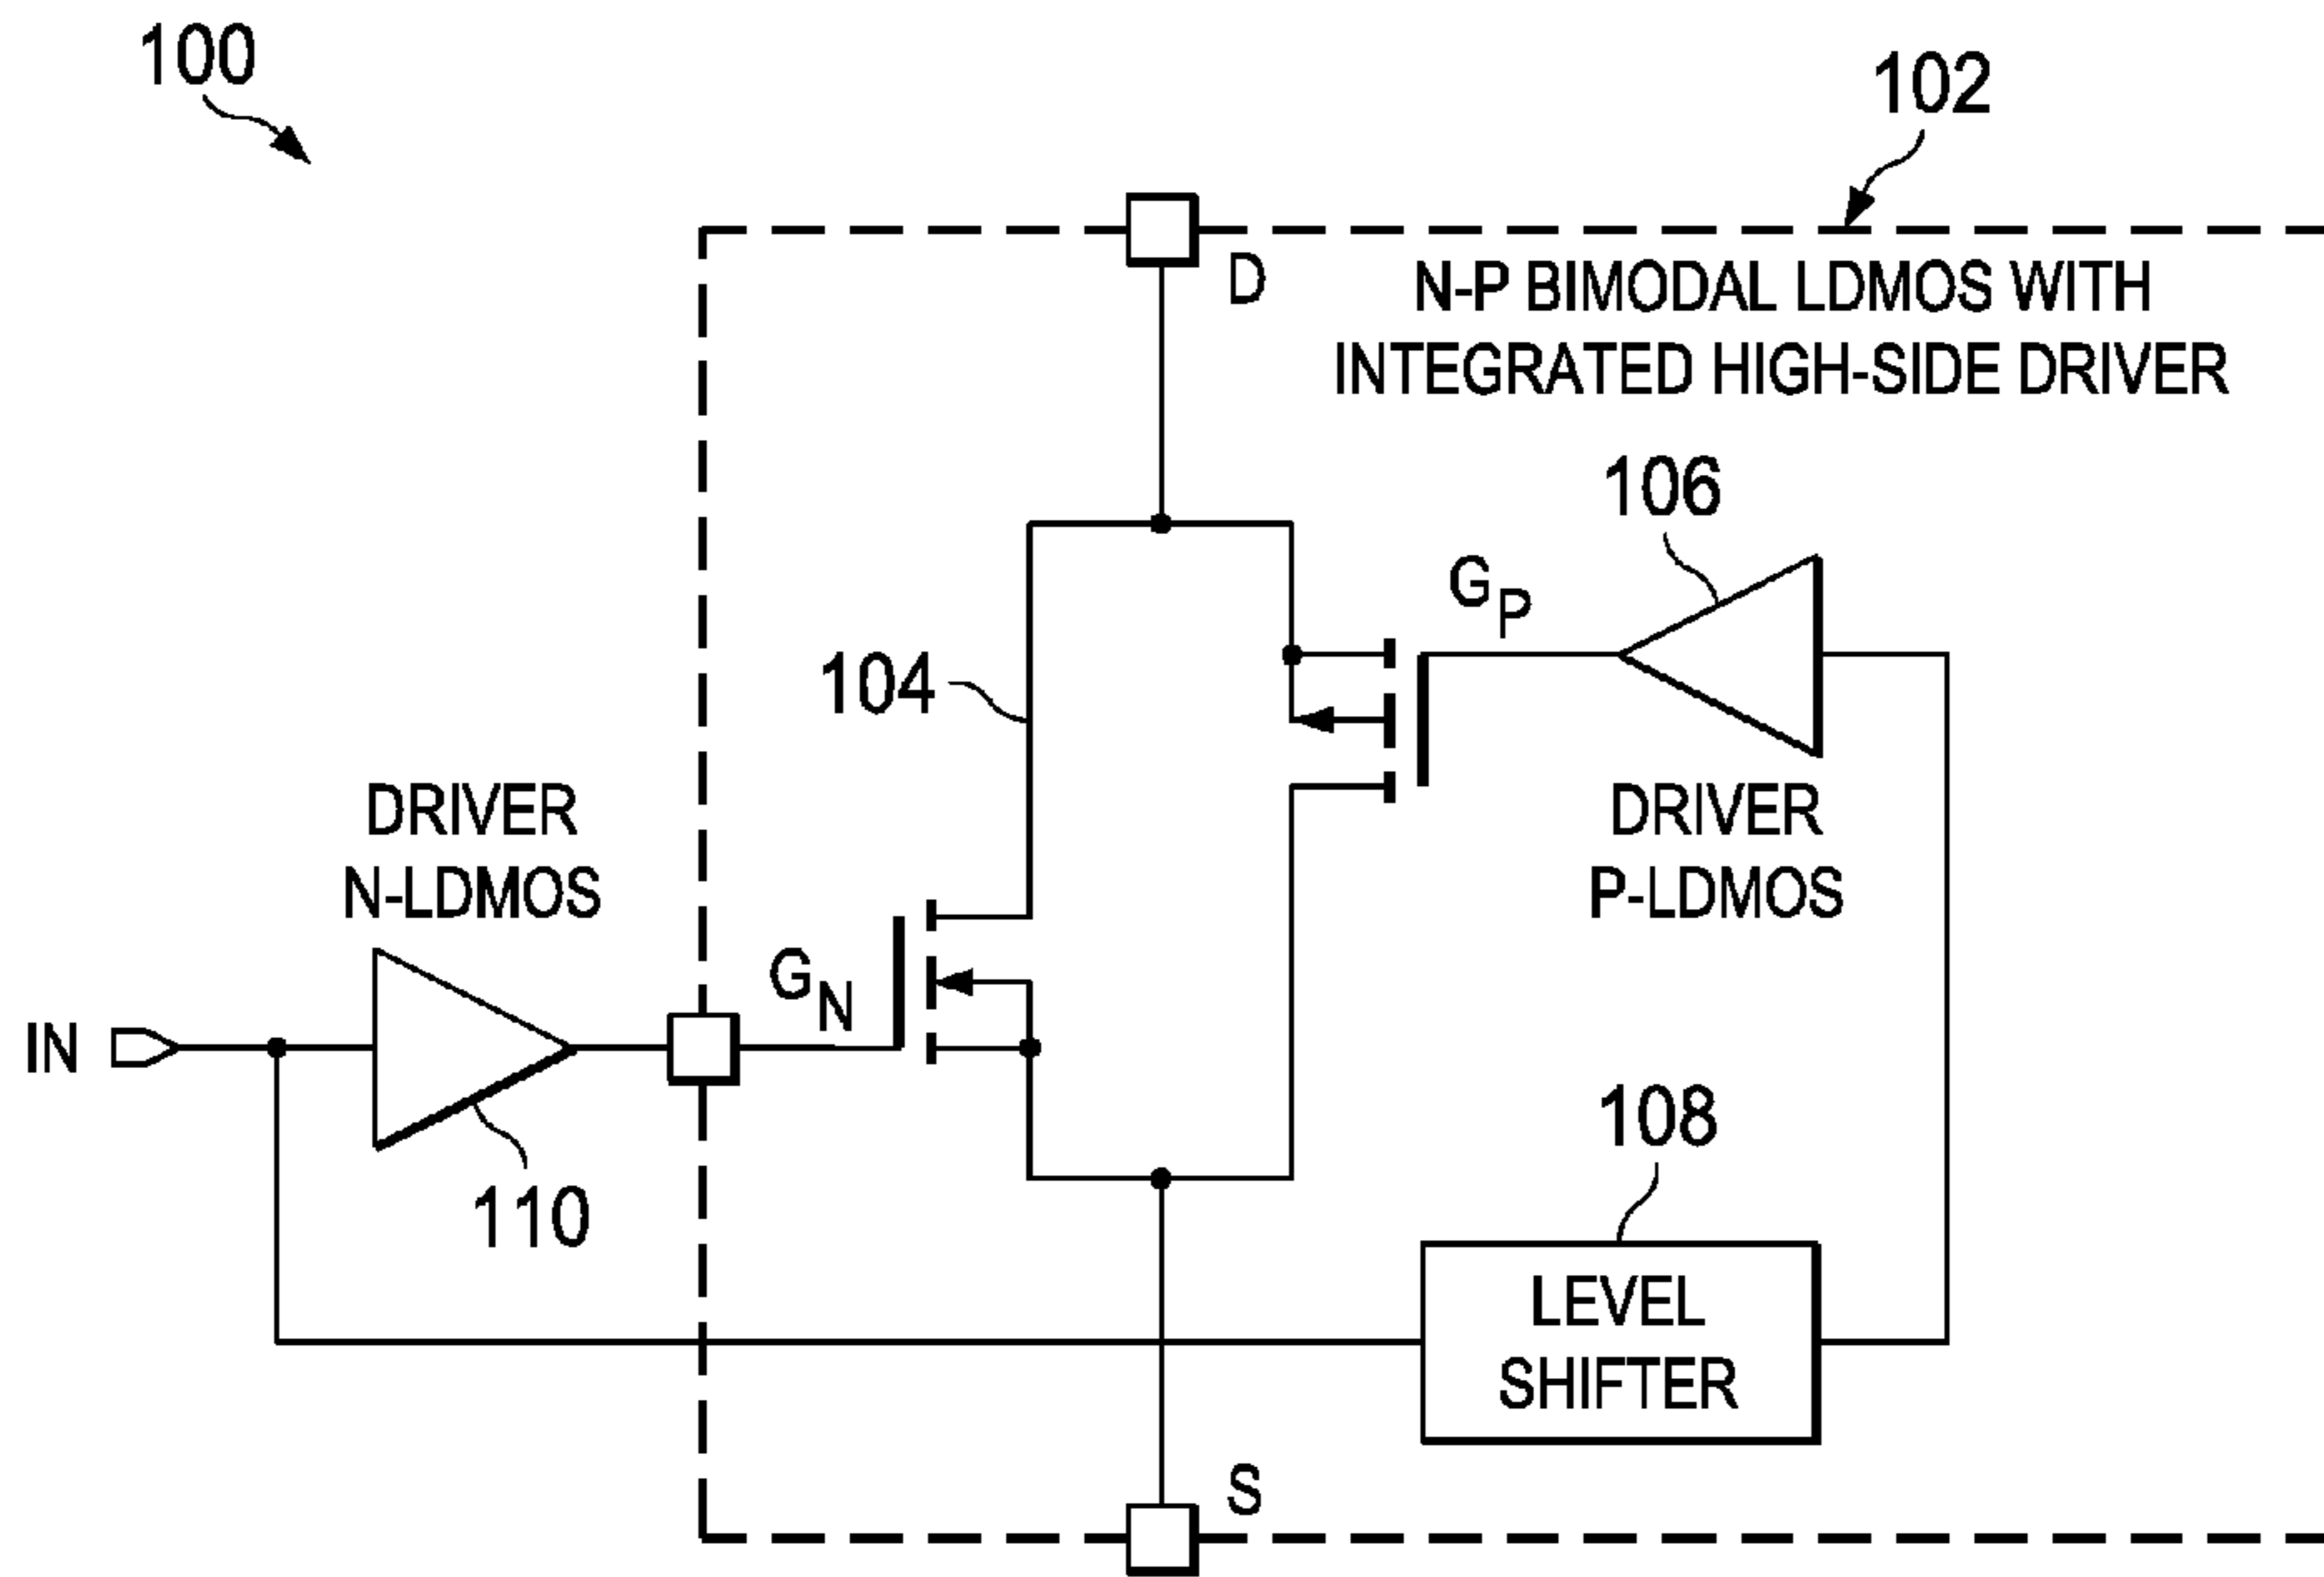 100
102
D
N-P BIMODAL LDMOS WITH
INTEGRATED HIGH-SIDE DRIVER
106
GP
104
DRIVER
N-LDMOS
DRIVER
P-LDMOS
GN
IN
110
108
LEVEL
SHIFTER
S